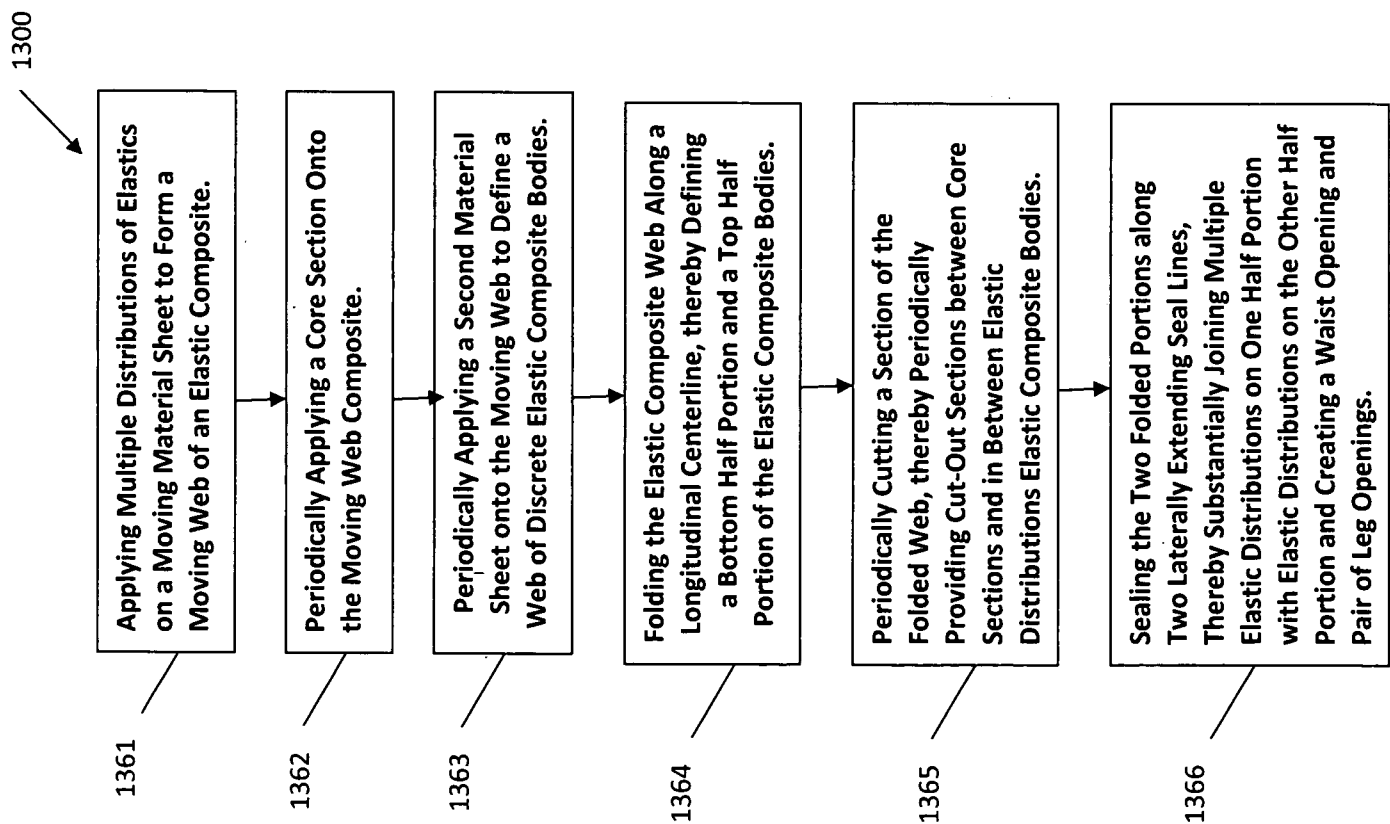 1300
1361
Applying Multiple Distributions of Elastics
on a Moving Material Sheet to Form a
Moving Web of an Elastic Composite.
1362
Periodically Applying a Core Section Onto
the Moving Web Composite.
1363
Periodically Applying a Second Material
Sheet onto the Moving Web to Define a
Web of Discrete Elastic Composite Bodies.
1364
Folding the Elastic Composite Web Along a
Longitudinal Centerline, thereby Defining
a Bottom Half Portion and a Top Half
Portion of the Elastic Composite Bodies.
1365
Periodically Cutting a Section of the
Folded Web, thereby Periodically
Providing Cut-Out Sections between Core
Sections and in Between Elastic
Distributions Elastic Composite Bodies.
1366
Sealing the Two Folded Portions along
Two Laterally Extending Seal Lines,
Thereby Substantially Joining Multiple
Elastic Distributions on One Half Portion
with Elastic Distributions on the Other Half
Portion and Creating a Waist Opening and
Pair of Leg Openings.